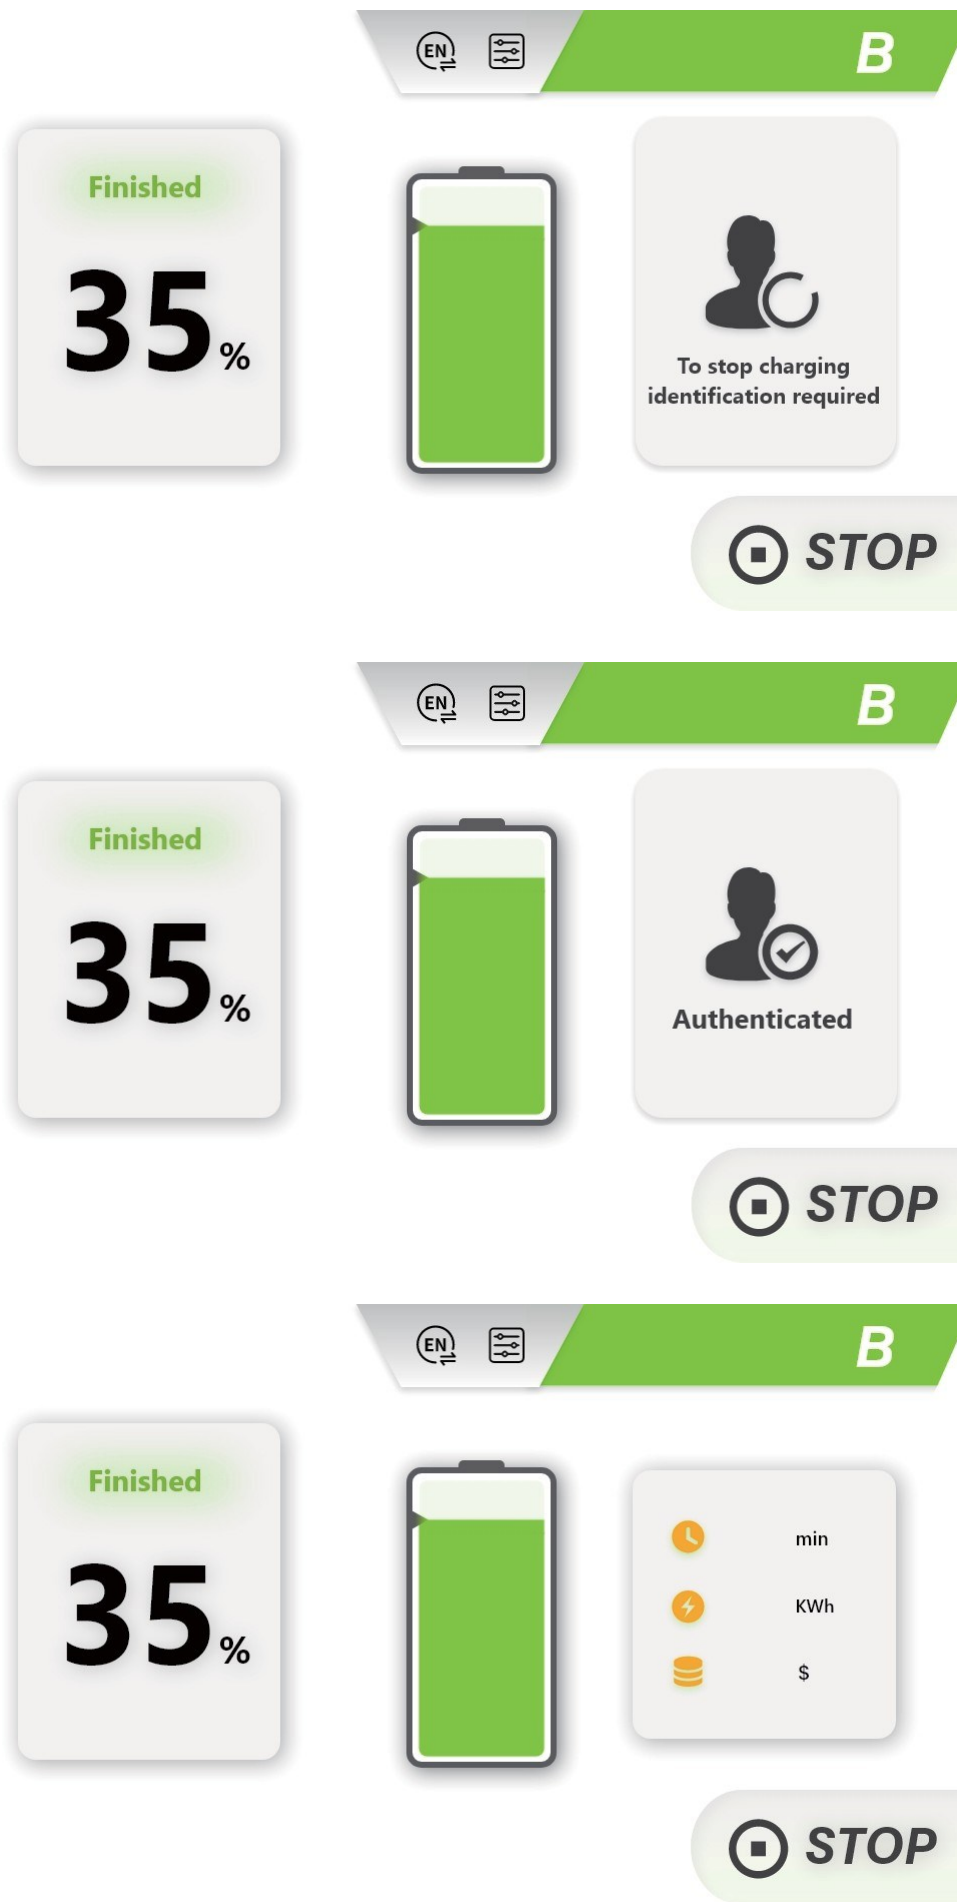 EN
B
Finished
35%
To stop charging
identification required
STOP
EN
B
Finished
35%
Authenticated
STOP
EN
B
Finished
35%
min
KWh
$
STOP